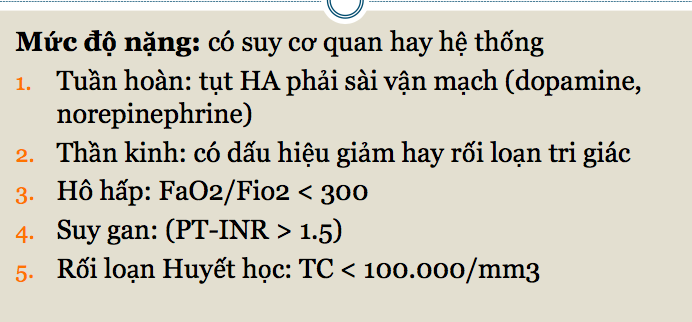 Mức độ nặng: có suy cơ quan hay hệ thống
1. Tuần hoàn: tụt HA phải sài vận mạch (dopamine,
norepinephrine)
2. Thần kinh: có dấu hiệu giảm hay rối loạn tri giác
3. Hô hấp: FaO2/Fio2 < 300
4. Suy gan: (PT-INR > 1.5)
5. Rối loạn Huyết học: TC < 100.000/mm3